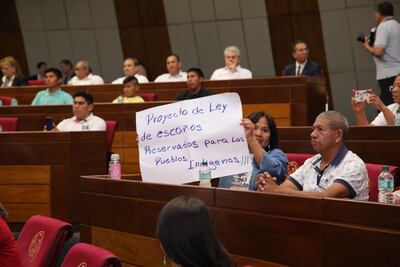 Proyecto de Ley
de escaños
Reservados para los
Pueblos Indígenas!!!